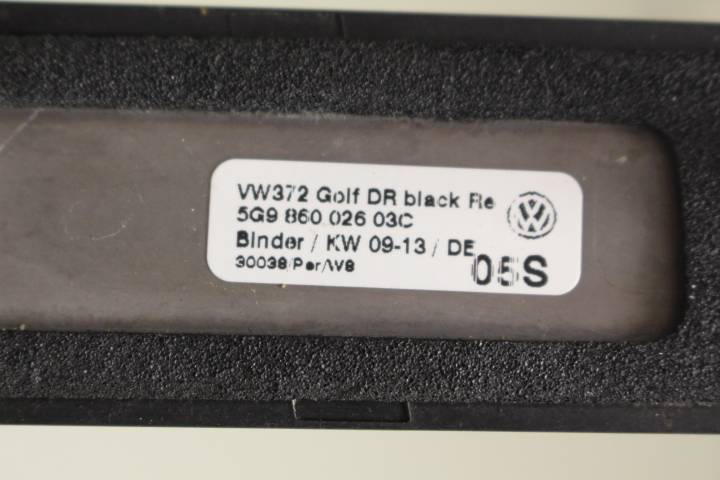 VW372 Golf DR black Re
5G9 860 026 03C
Binder / KW 09-13 / DE
30038/Per/W8
05S